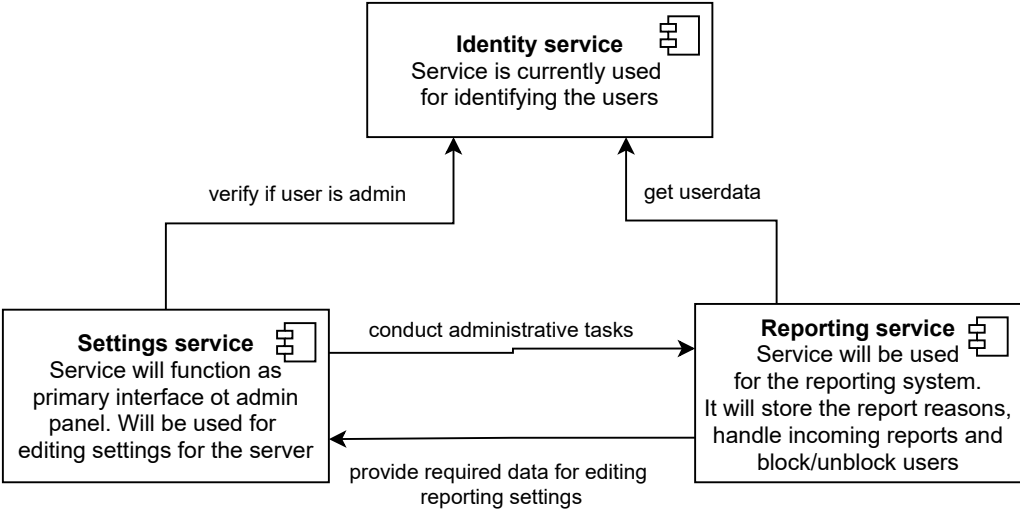 Identity service
Service is currently used
for identifying the users
verify if user is admin
get userdata
Settings service
Service will function as
primary interface ot admin
panel. Will be used for
editing settings for the server
conduct administrative tasks
Reporting service
Service will be used
for the reporting system.
It will store the report reasons,
handle incoming reports and
block/unblock users
provide required data for editing
reporting settings